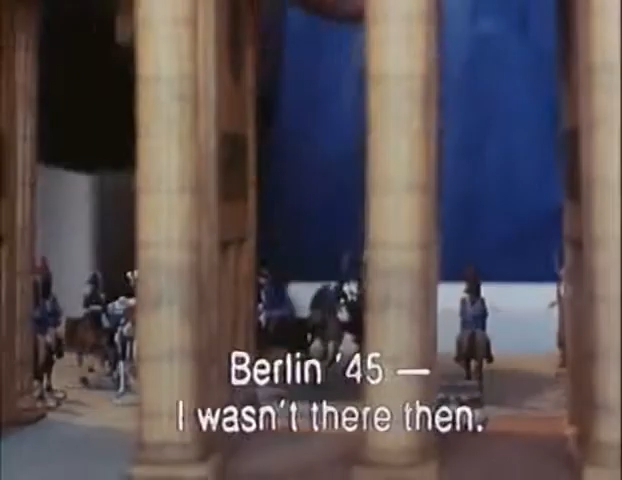 Berlin '45 —
I wasn't there then.